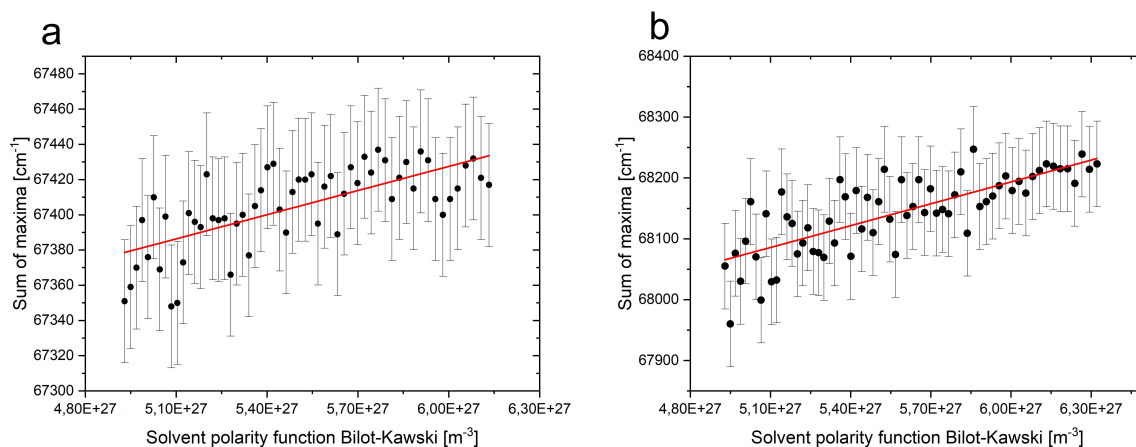 a
Sum of maxima [cm-1]
67480
67460
67440
67420
67400
67380
67360
67340
67320
67300
4,80E+27
5,10E+27
5,40E+27
5,70E+27
6,00E+27
6,30E+27
Solvent polarity function Bilot-Kawski [m-3]
b
Sum of maxima [cm-1]
68400
68300
68200
68100
68000
67900
4,80E+27
5,10E+27
5,40E+27
5,70E+27
6,00E+27
6,30E+27
Solvent polarity function Bilot-Kawski [m-3]